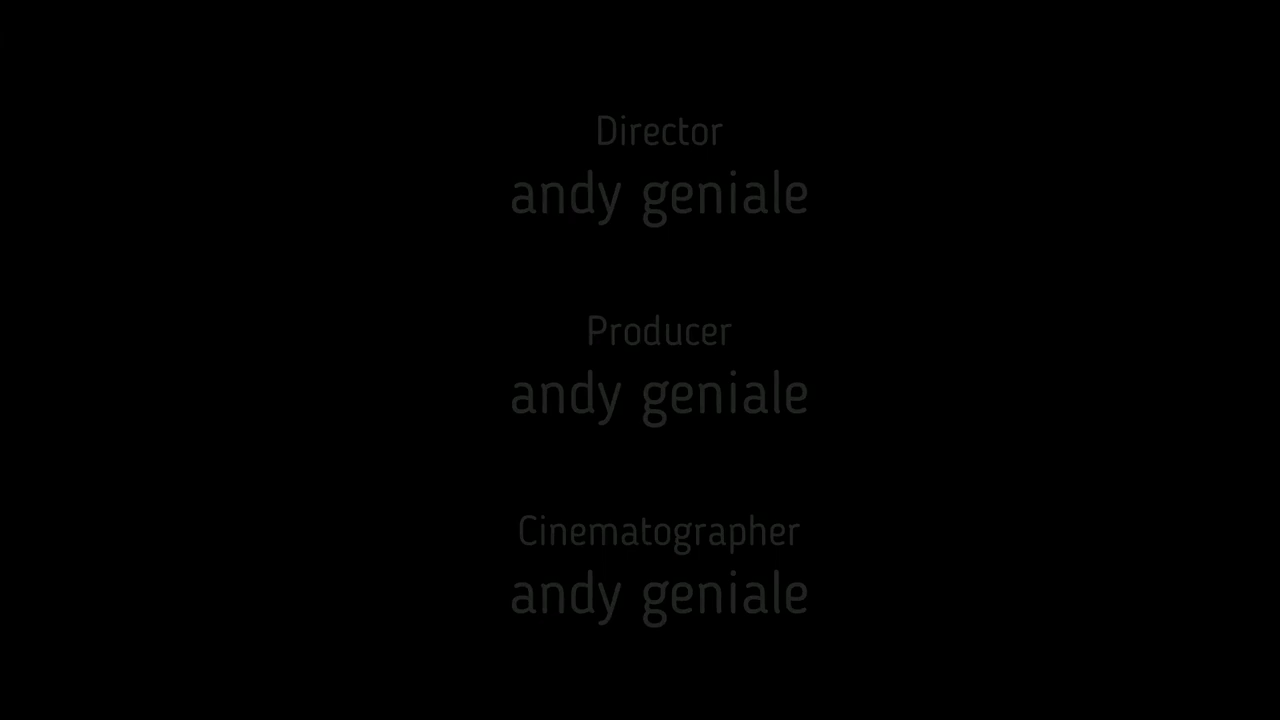 Director
andy geniale
Producer
andy geniale
Cinematographer
andy geniale